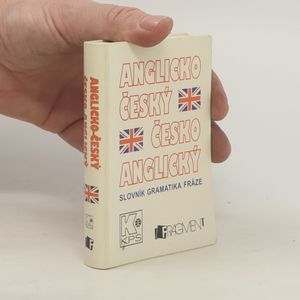 ANGLICKO
ČESKÝ
ČESKO
ANGLICKÝ
SLOVNÍK GRAMATIKA FRÁZE
K
KPS
FRAGMENT
ANGLICKO-ČESKÝ
ČESKO-ANGLICKÝ